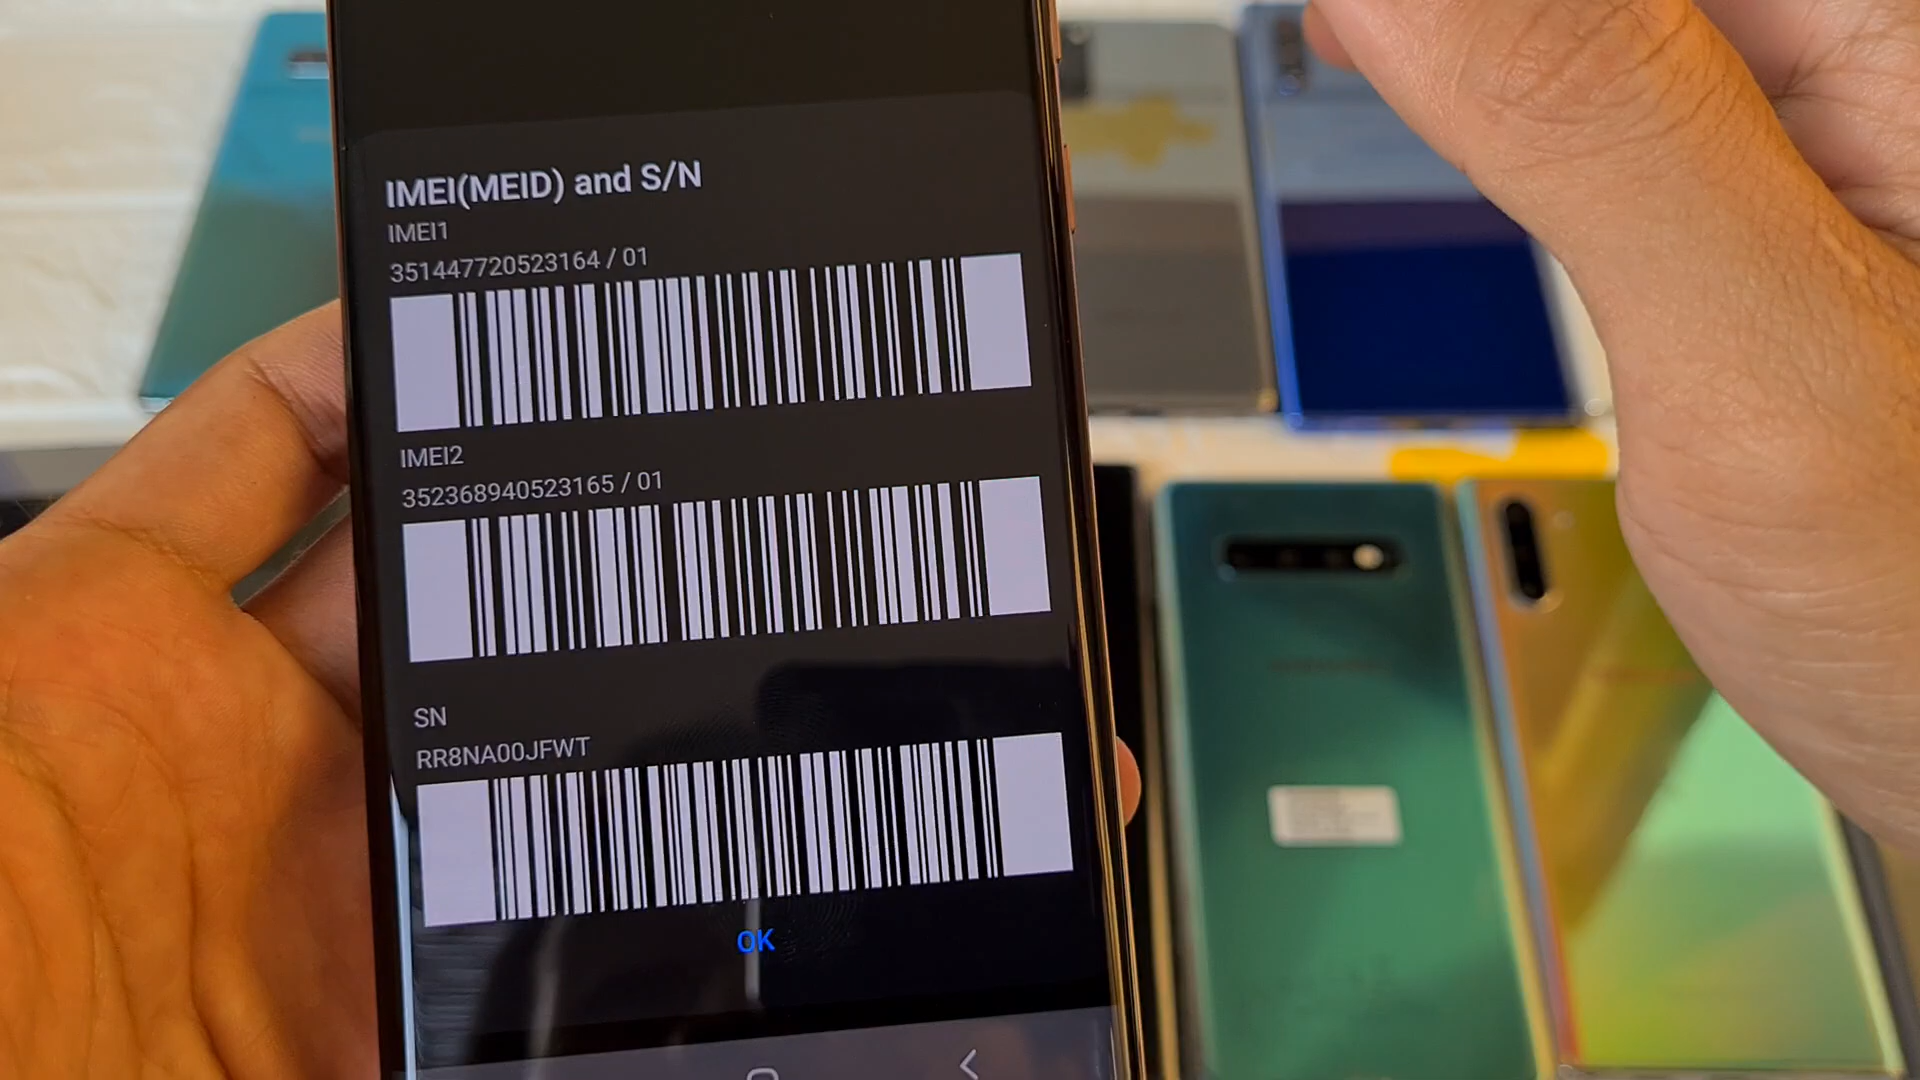 IMEI(MEID) and S/N
IMEI1
351447720523164 / 01
IMEI2
352368940523165 / 01
SN
RR8NA00JFWT
OK